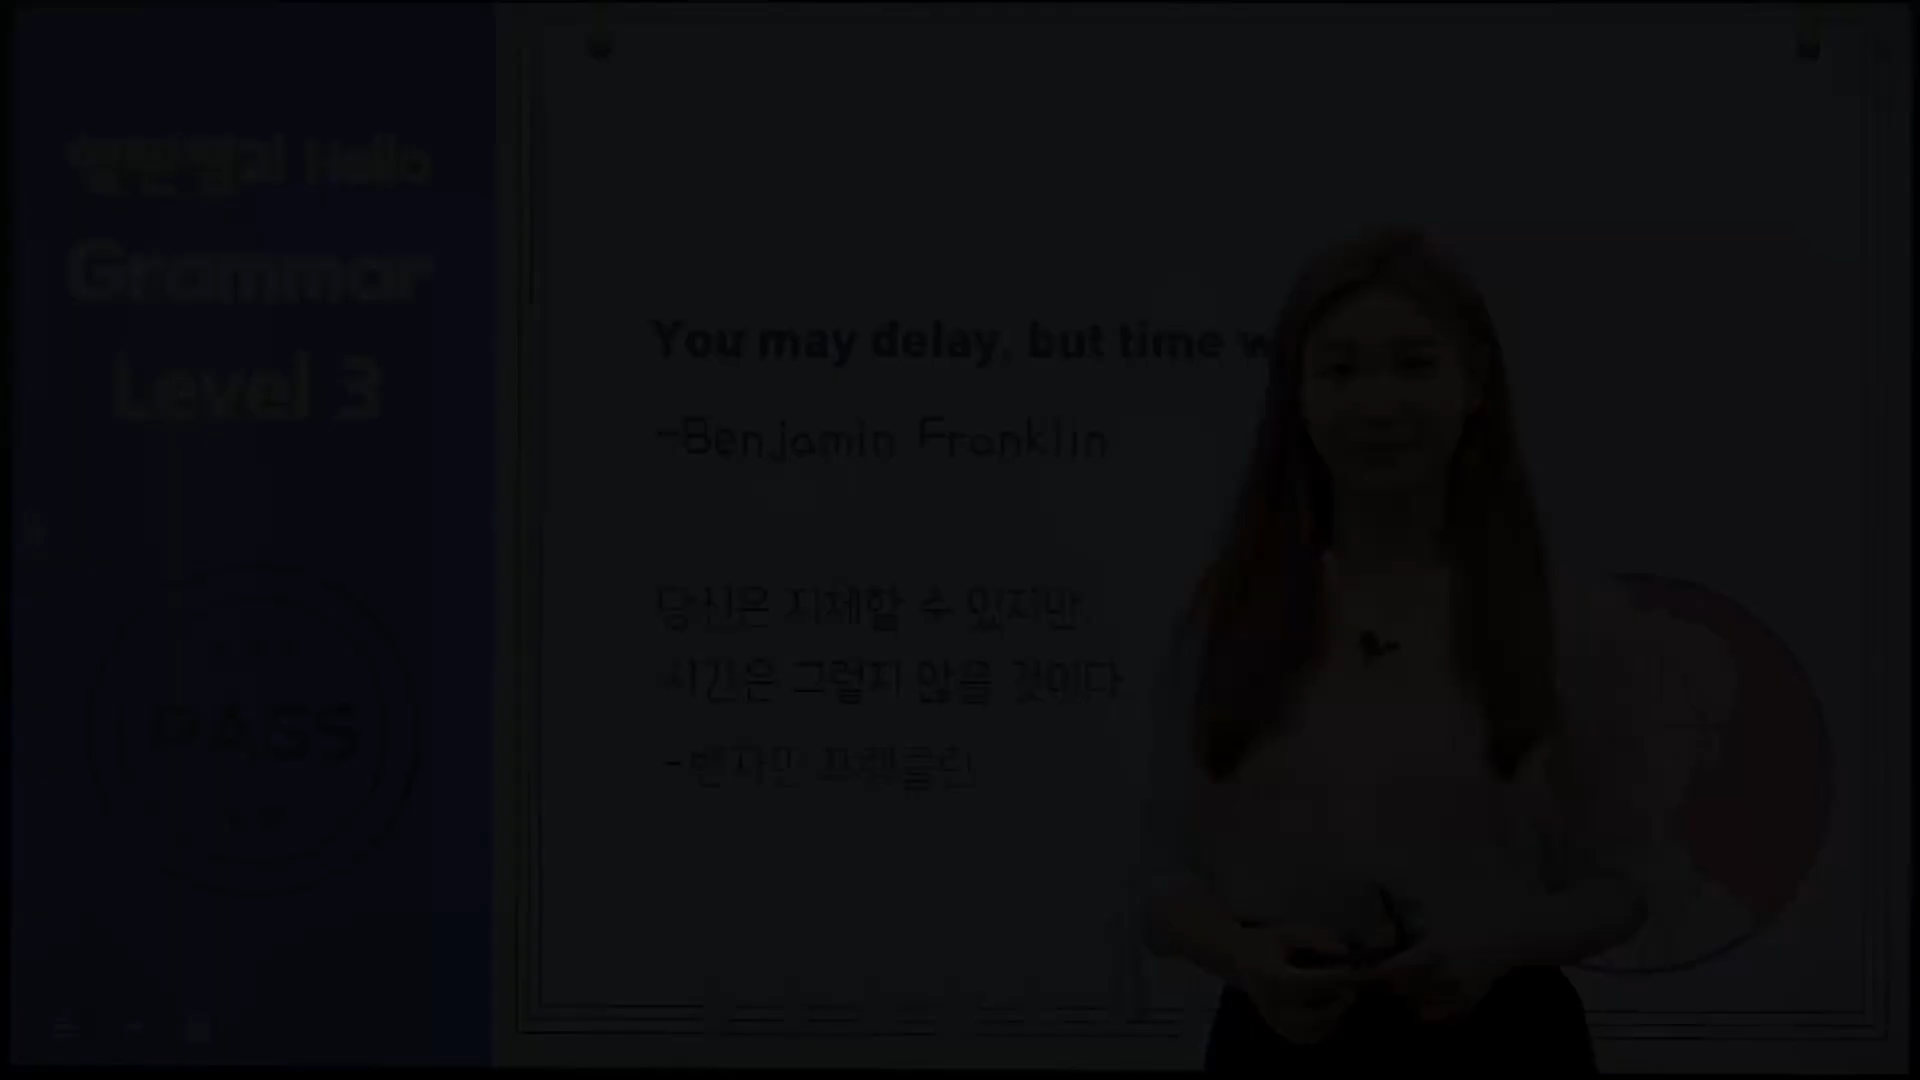 Hello
Grammar
Level 3
PASS
You may delay, but time
-Benjamin Franklin
당신은 지체할 수 있지만,
시간은 그렇지 않을 것이다.
-벤자민 프랭클린